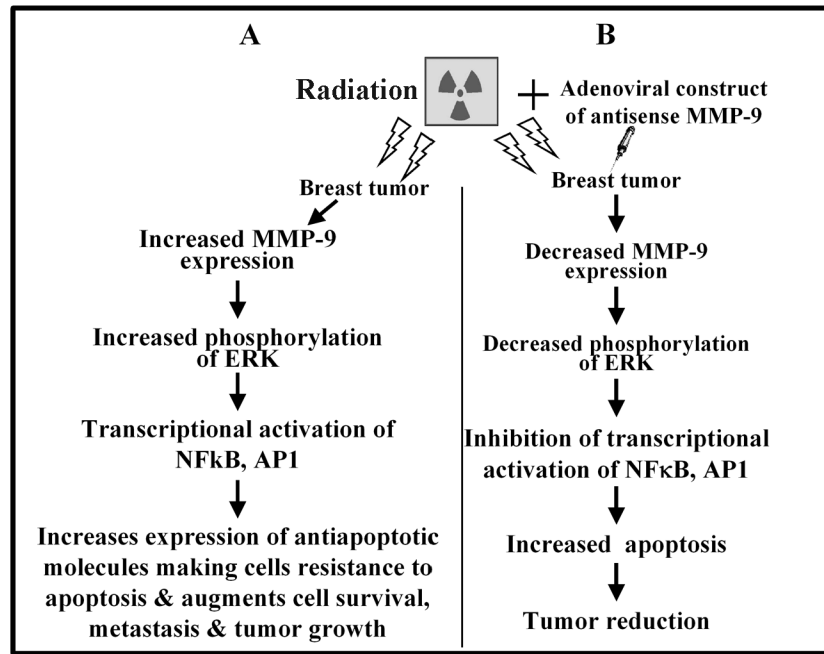 A
B
Radiation
+
Adenoviral construct
of antisense MMP-9
Breast tumor
Increased MMP-9
expression
Increased phosphorylation
of ERK
Transcriptional activation of
NFkB, AP1
Increases expression of antiapoptotic
molecules making cells resistance to
apoptosis & augments cell survival,
metastasis & tumor growth
Breast tumor
Decreased MMP-9
expression
Decreased phosphorylation
of ERK
Inhibition of transcriptional
activation of NFκB, AP1
Increased apoptosis
Tumor reduction